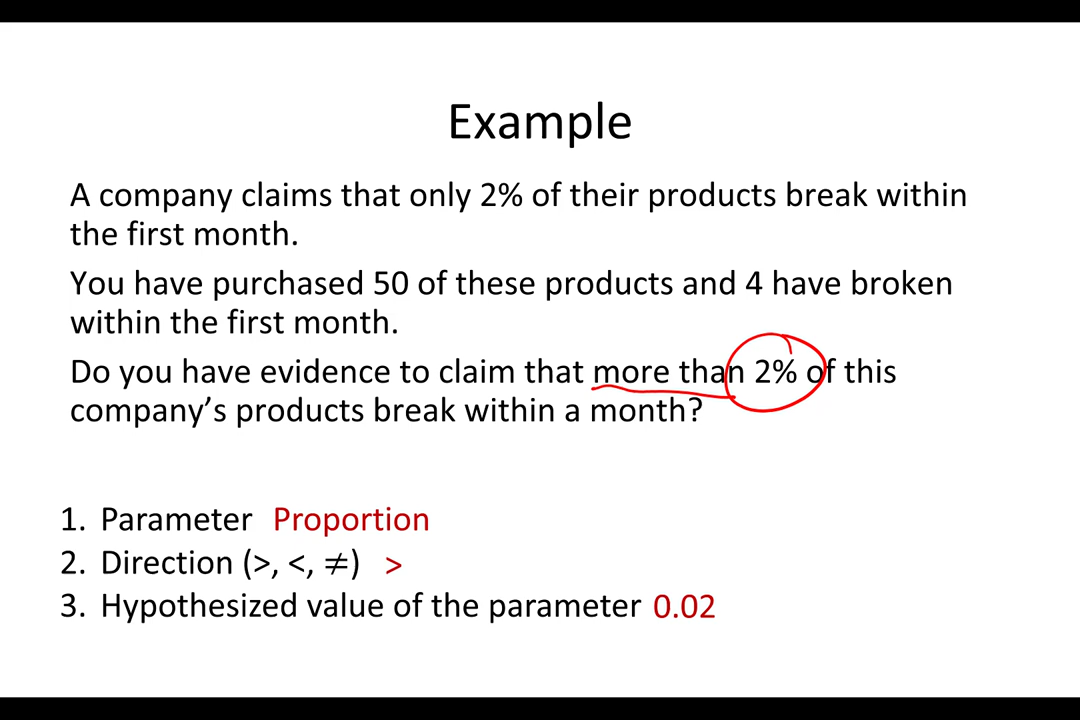 Example
A company claims that only 2% of their products break within
the first month.
You have purchased 50 of these products and 4 have broken
within the first month.
Do you have evidence to claim that more than 2% of this
company’s products break within a month?
1. Parameter Proportion
2. Direction (>, <, ≠) >
3. Hypothesized value of the parameter 0.02